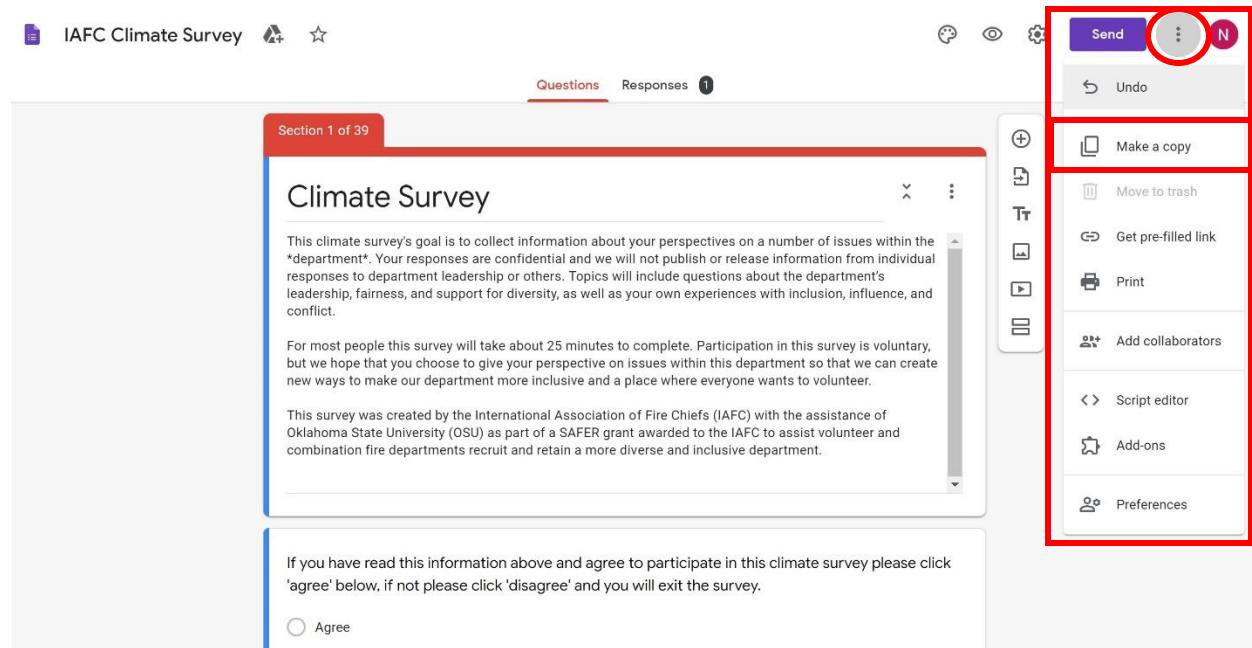 IAFC Climate Survey
Send
N
Questions Responses 1
Undo
Section 1 of 39
Make a copy
Climate Survey
Move to trash
Tт
Get pre-filled link
Print
This climate survey's goal is to collect information about your perspectives on a number of issues within the
*department*. Your responses are confidential and we will not publish or release information from individual
responses to department leadership or others. Topics will include questions about the department's
leadership, fairness, and support for diversity, as well as your own experiences with inclusion, influence, and
conflict.
For most people this survey will take about 25 minutes to complete. Participation in this survey is voluntary,
but we hope that you choose to give your perspective on issues within this department so that we can create
new ways to make our department more inclusive and a place where everyone wants to volunteer.
This survey was created by the International Association of Fire Chiefs (IAFC) with the assistance of
Oklahoma State University (OSU) as part of a SAFER grant awarded to the IAFC to assist volunteer and
combination fire departments recruit and retain a more diverse and inclusive department.
Add collaborators
Script editor
Add-ons
Preferences
If you have read this information above and agree to participate in this climate survey please click
'agree' below, if not please click 'disagree' and you will exit the survey.
Agree